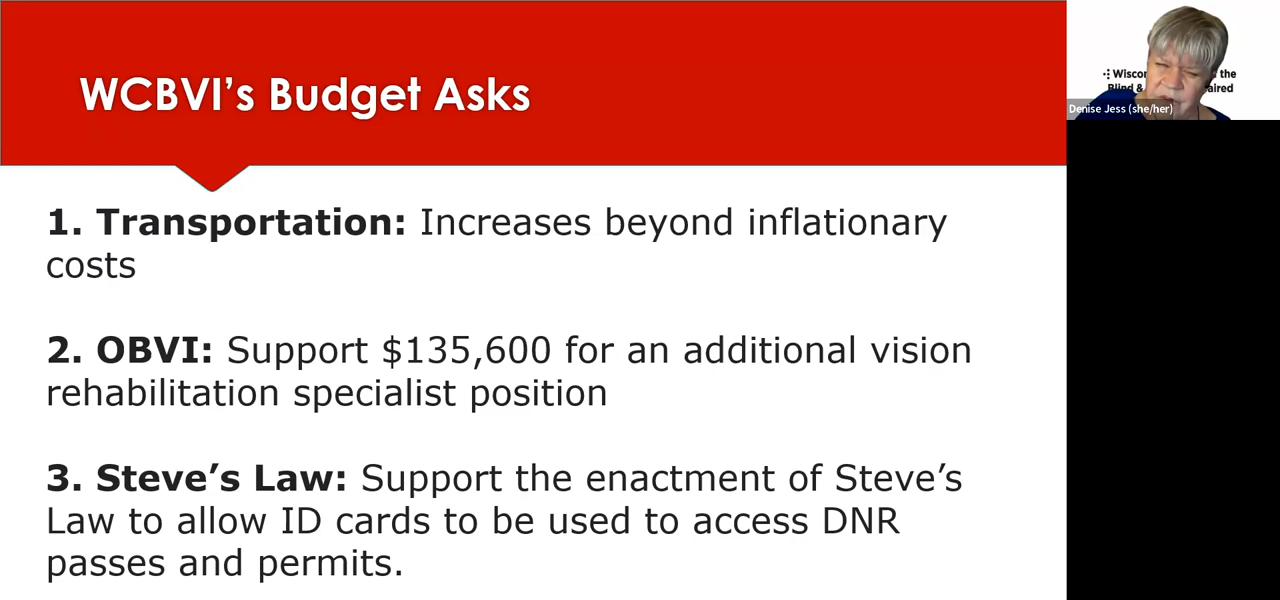 WCBVI's Budget Asks
1. Transportation: Increases beyond inflationary
costs
2. OBVI: Support $135,600 for an additional vision
rehabilitation specialist position
3. Steve's Law: Support the enactment of Steve's
Law to allow ID cards to be used to access DNR
passes and permits.
the
Blind &
Denise Jess (she/her)